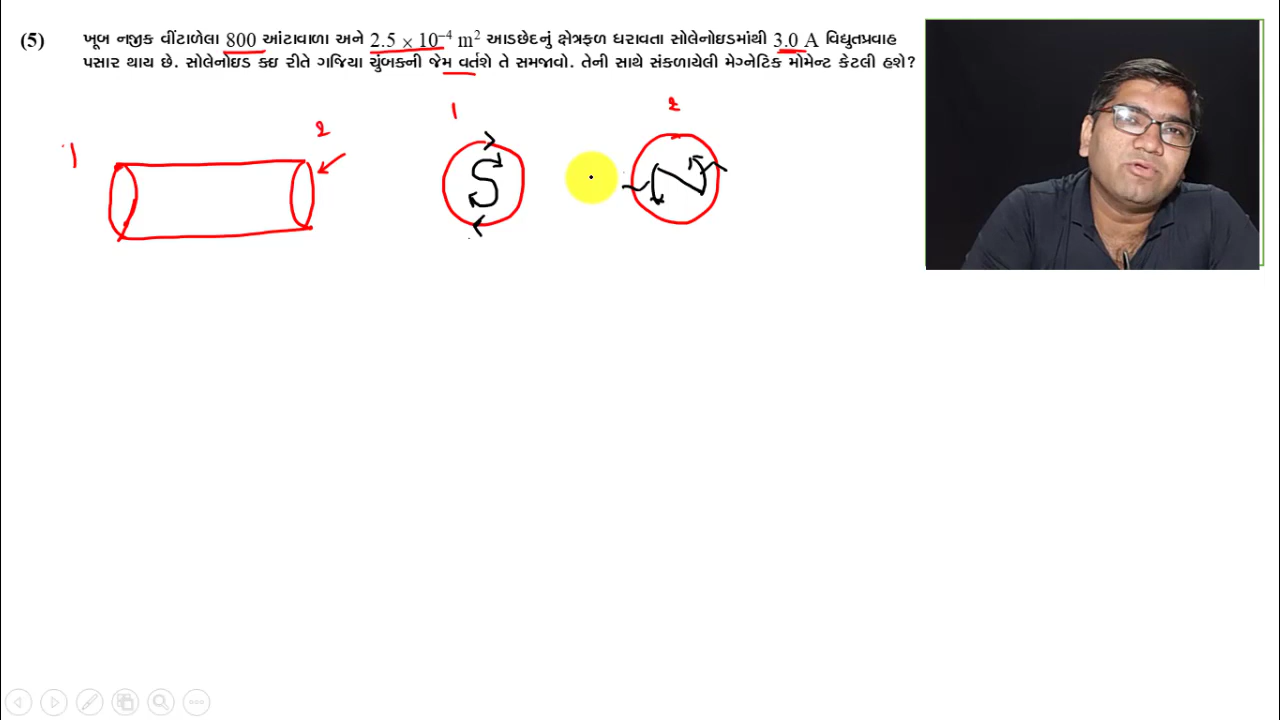 (5) ખૂબ નજીક વીંટાળેલા 800 આંટાવાળા અને 2.5 × 10⁻⁴ m² આડછેદનું ક્ષેત્રફળ ધરાવતા સોલેનોઇડમાંથી 3.0 A વિદ્યુતપ્રવાહ
પસાર થાય છે. સોલેનોઇડ કઇ રીતે ગજિયા ચુંબકની જેમ વર્તશે તે સમજાવો. તેની સાથે સંકળાયેલી મેગ્નેટિક મોમેન્ટ કેટલી હશે?
1 2 1 2
S N